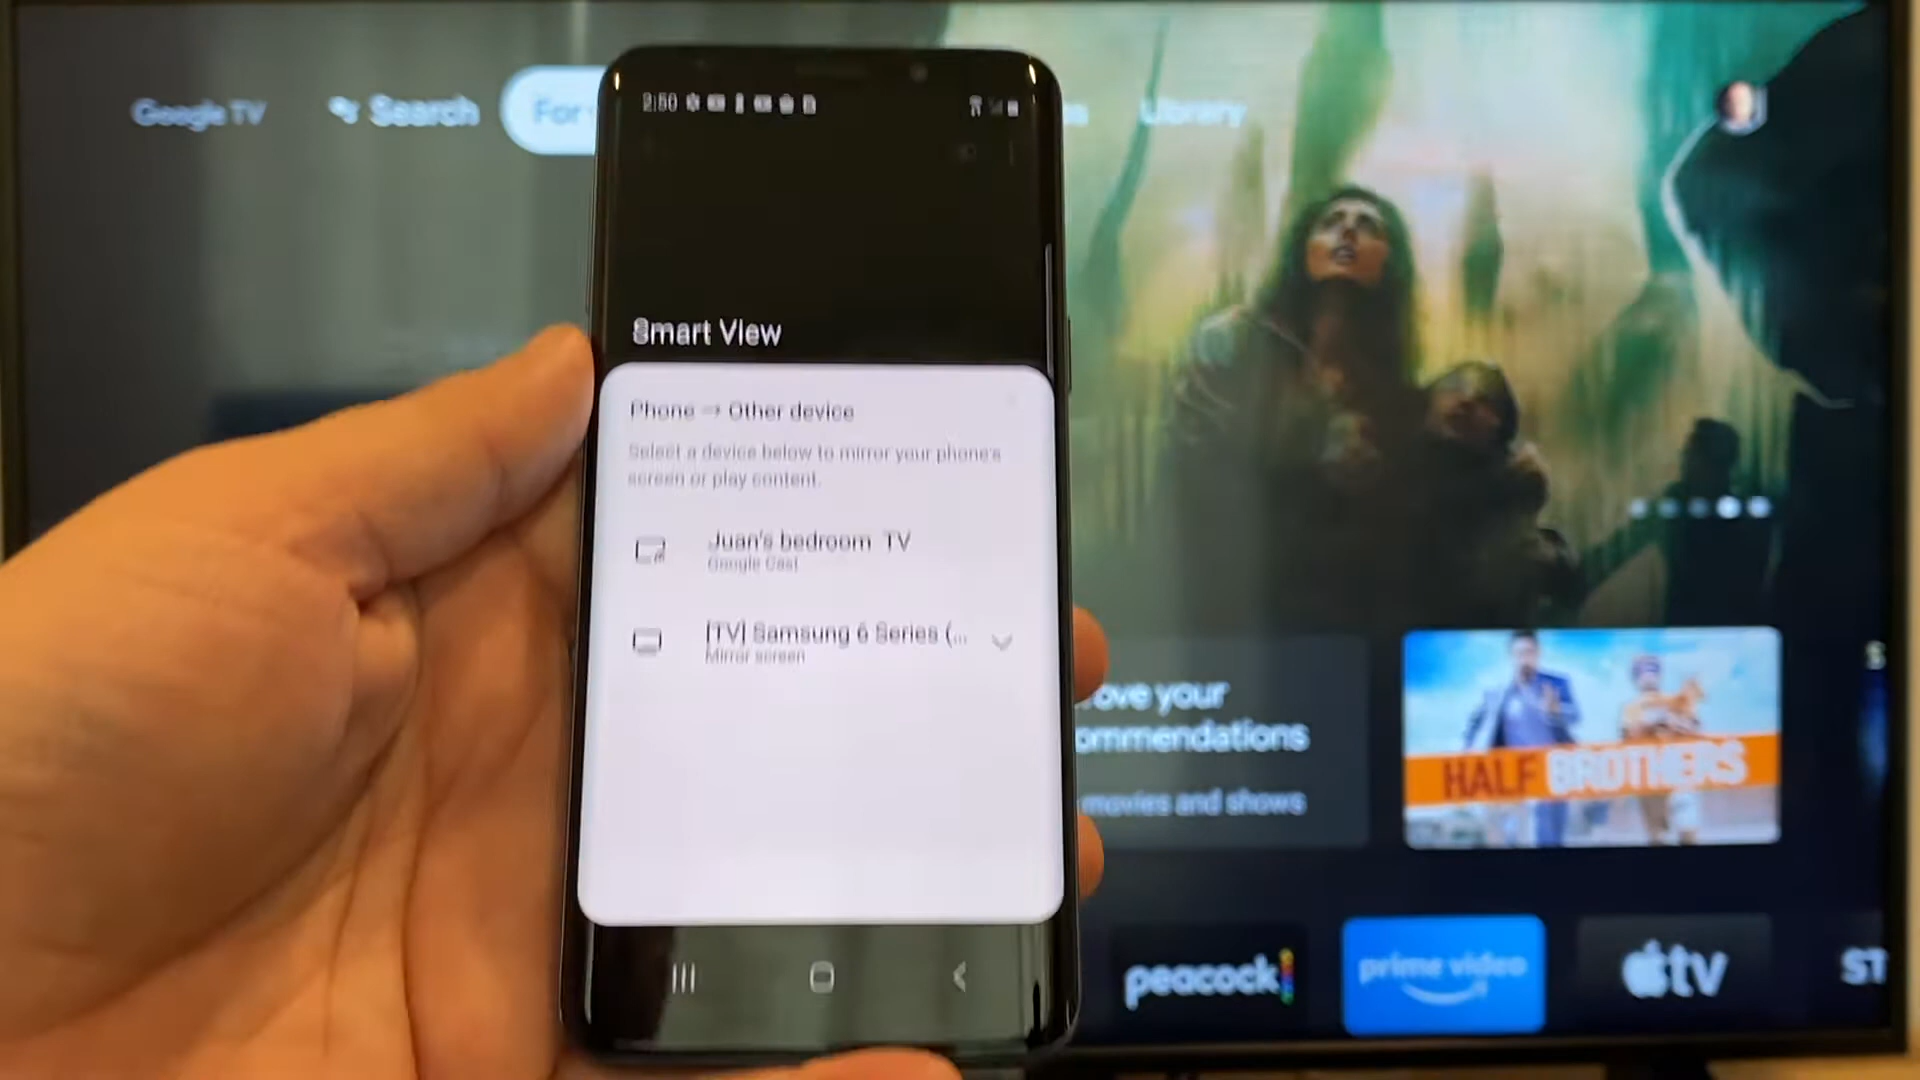 Google TV
Search
For
Library
2:50
Smart View
Phone → Other device
Select a device below to mirror your phone's
screen or play content.
Juan's bedroom TV
Google Cast
[TV] Samsung 6 Series (...
Mirror screen
ove your
ommendations
movies and shows
HALF BROTHERS
peacock
prime video
tv
ST